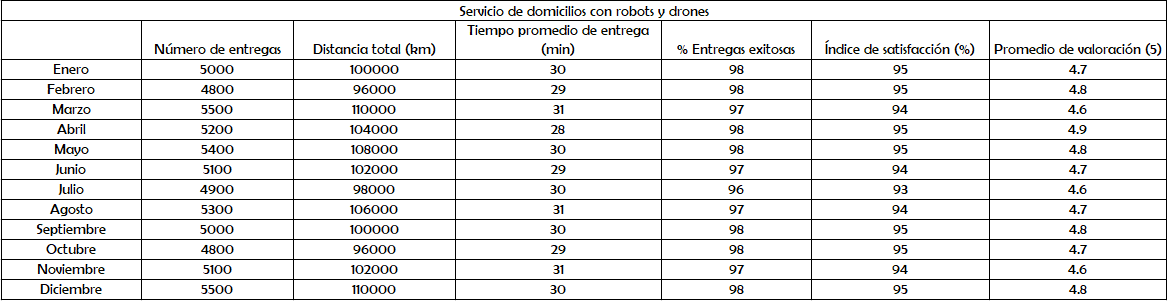 Servicio de domicilios con robots y drones
Número de entregas Distancia total (km) Tiempo promedio de entrega (min) % Entregas exitosas Índice de satisfacción (%) Promedio de valoración (5)
Enero 5000 100000 30 98 95 4.7
Febrero 4800 96000 29 98 95 4.8
Marzo 5500 110000 31 97 94 4.6
Abril 5200 104000 28 98 95 4.9
Mayo 5400 108000 30 98 95 4.8
Junio 5100 102000 29 97 94 4.7
Julio 4900 98000 30 96 93 4.6
Agosto 5300 106000 31 97 94 4.7
Septiembre 5000 100000 30 98 95 4.8
Octubre 4800 96000 29 98 95 4.7
Noviembre 5100 102000 31 97 94 4.6
Diciembre 5500 110000 30 98 95 4.8